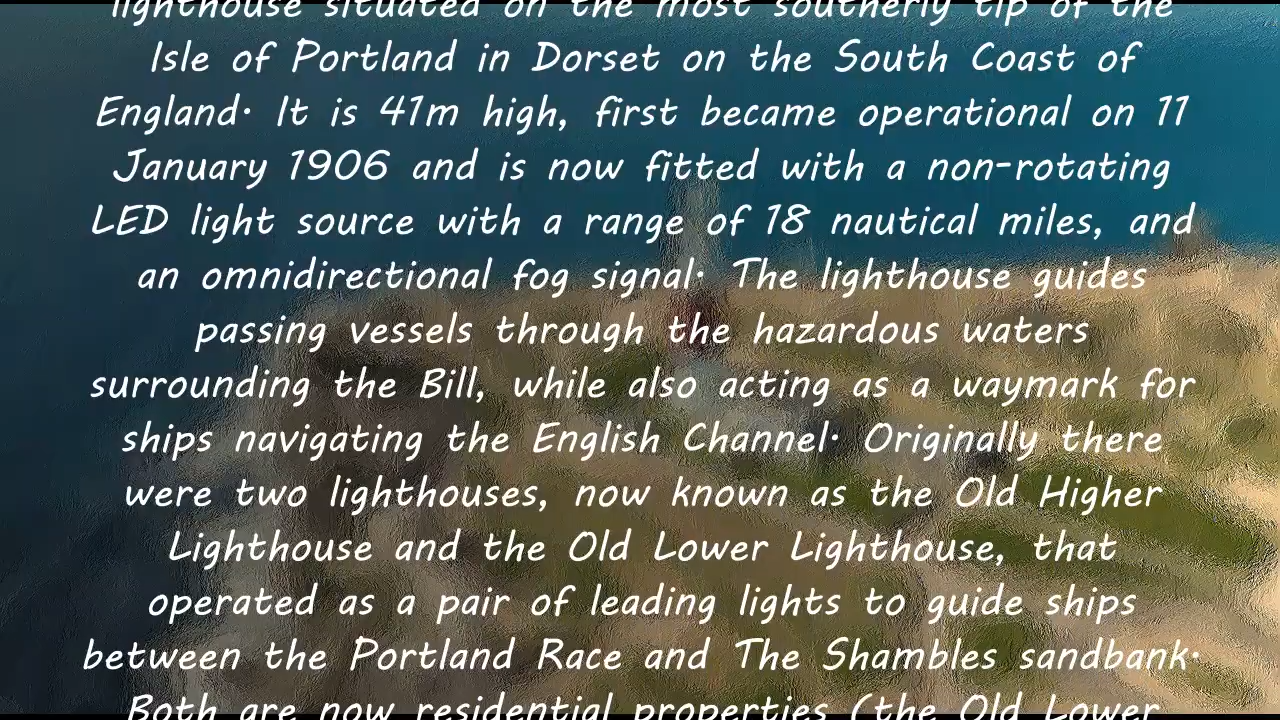 lighthouse situated on the most southerly tip of the
Isle of Portland in Dorset on the South Coast of
England. It is 41m high, first became operational on 11
January 1906 and is now fitted with a non-rotating
LED light source with a range of 18 nautical miles, and
an omnidirectional fog signal. The lighthouse guides
passing vessels through the hazardous waters
surrounding the Bill, while also acting as a waymark for
ships navigating the English Channel. Originally there
were two lighthouses, now known as the Old Higher
Lighthouse and the Old Lower Lighthouse, that
operated as a pair of leading lights to guide ships
between the Portland Race and The Shambles sandbank.
Both are now residential properties (the Old Lower